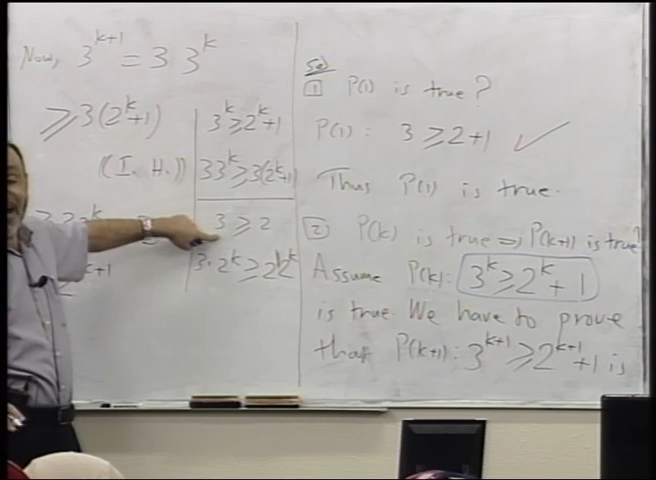 Now, 3^{k+1} = 3 3^k
≥ 3(2^k+1)
((I. H.))
3^k ≥ 2^k+1
33^k ≥ 3(2^k+1)
3 ≥ 2
3·2^k ≥ 2 2^k
Sol
1 P(1) is true?
P(1): 3 ≥ 2+1 ✓
Thus P(1) is true.
2 P(k) is true ⇒ P(k+1) is true?
Assume P(k): 3^k ≥ 2^k + 1
is true. We have to prove
that P(k+1): 3^{k+1} ≥ 2^{k+1} +1 is